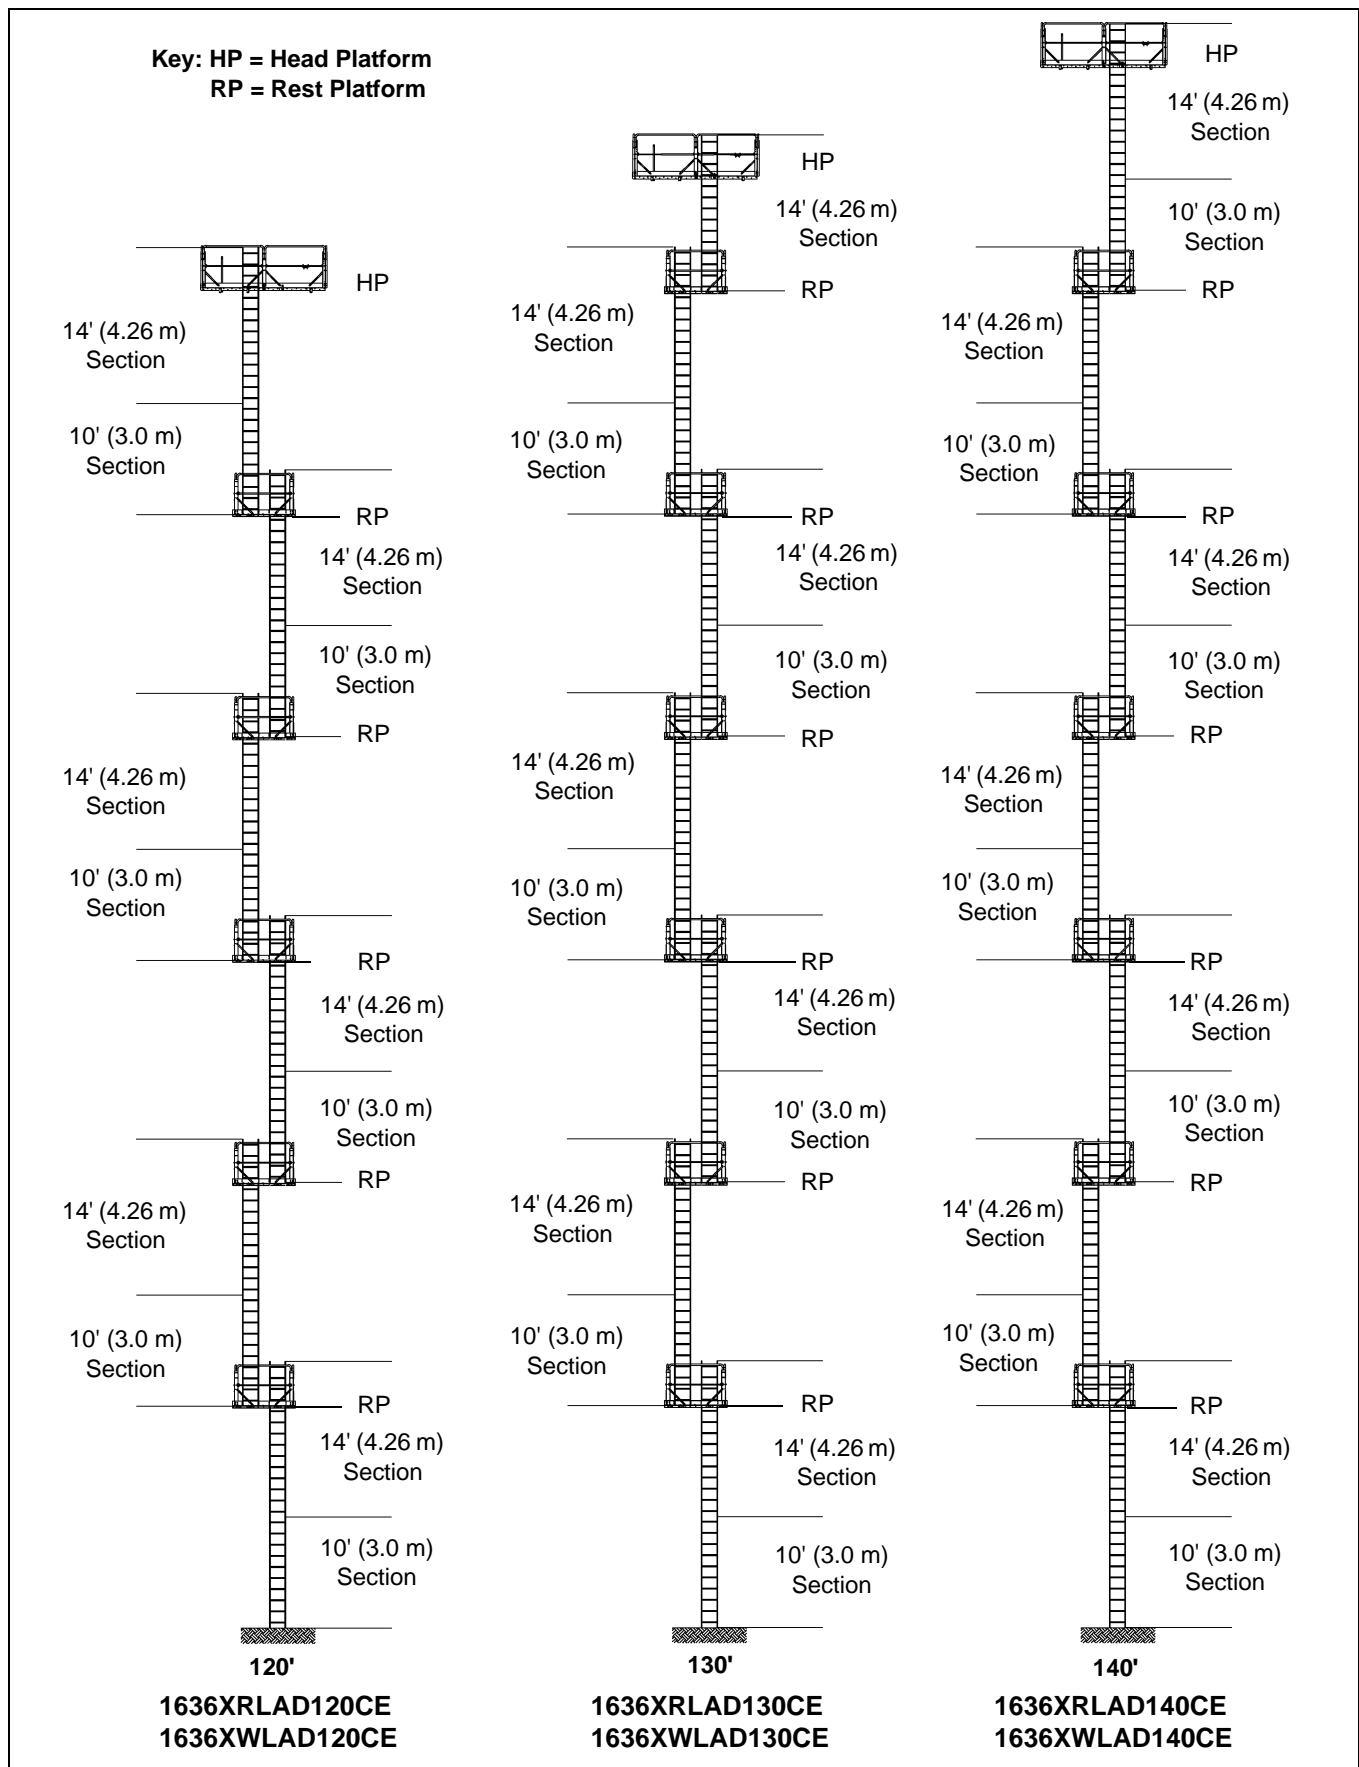 Key: HP = Head Platform
RP = Rest Platform
HP
14' (4.26 m)
Section
10' (3.0 m)
Section
RP
14' (4.26 m)
Section
10' (3.0 m)
Section
RP
14' (4.26 m)
Section
10' (3.0 m)
Section
RP
14' (4.26 m)
Section
10' (3.0 m)
Section
RP
14' (4.26 m)
Section
10' (3.0 m)
Section
RP
14' (4.26 m)
Section
10' (3.0 m)
Section
120'
1636XRLAD120CE
1636XWLAD120CE
HP
14' (4.26 m)
Section
RP
14' (4.26 m)
Section
10' (3.0 m)
Section
RP
14' (4.26 m)
Section
10' (3.0 m)
Section
RP
14' (4.26 m)
Section
10' (3.0 m)
Section
RP
14' (4.26 m)
Section
10' (3.0 m)
Section
RP
14' (4.26 m)
Section
10' (3.0 m)
Section
RP
14' (4.26 m)
Section
10' (3.0 m)
Section
130'
1636XRLAD130CE
1636XWLAD130CE
HP
14' (4.26 m)
Section
10' (3.0 m)
Section
RP
14' (4.26 m)
Section
10' (3.0 m)
Section
RP
14' (4.26 m)
Section
10' (3.0 m)
Section
RP
14' (4.26 m)
Section
10' (3.0 m)
Section
RP
14' (4.26 m)
Section
10' (3.0 m)
Section
RP
14' (4.26 m)
Section
10' (3.0 m)
Section
RP
14' (4.26 m)
Section
10' (3.0 m)
Section
140'
1636XRLAD140CE
1636XWLAD140CE